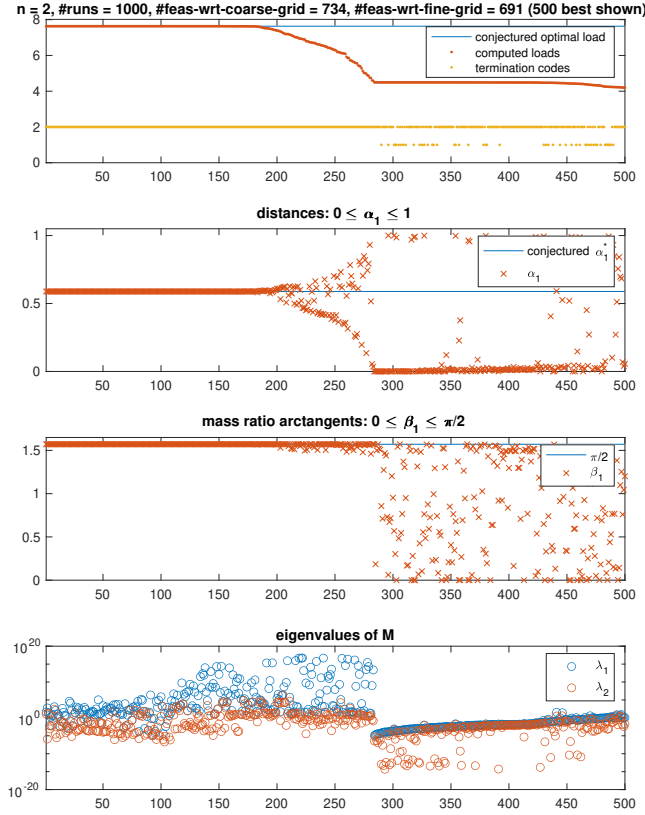 n = 2, #runs = 1000, #feas-wrt-coarse-grid = 734, #feas-wrt-fine-grid = 691 (500 best shown)
8
6
4
2
0
conjectured optimal load
computed loads
termination codes
50 100 150 200 250 300 350 400 450 500
distances: 0 ≤ α₁ ≤ 1
1
0.5
0
conjectured α₁*
α₁
50 100 150 200 250 300 350 400 450 500
mass ratio arctangents: 0 ≤ β₁ ≤ π/2
1.5
1
0.5
0
π/2
β₁
50 100 150 200 250 300 350 400 450 500
eigenvalues of M
10²⁰
10⁰
10⁻²⁰
λ₁
λ₂
50 100 150 200 250 300 350 400 450 500